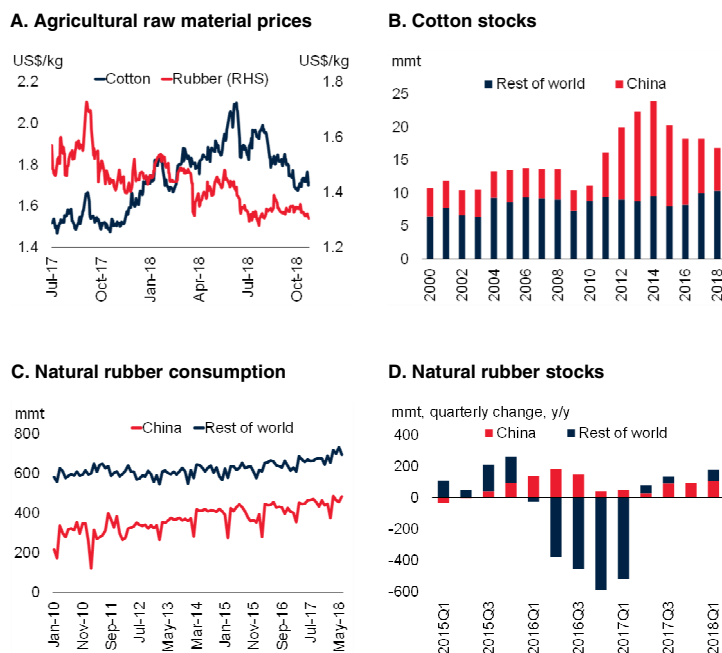 A. Agricultural raw material prices
US$/kg
US$/kg
Cotton
Rubber (RHS)
2.2
2.0
1.8
1.6
1.4
1.8
1.6
1.4
1.2
Jul-17
Oct-17
Jan-18
Apr-18
Jul-18
Oct-18
B. Cotton stocks
mmt
Rest of world
China
25
20
15
10
5
0
2000
2002
2004
2006
2008
2010
2012
2014
2016
2018
C. Natural rubber consumption
mmt
China
Rest of world
800
600
400
200
0
Jan-10
Nov-10
Sep-11
Jul-12
May-13
Mar-14
Jan-15
Nov-15
Sep-16
Jul-17
May-18
D. Natural rubber stocks
mmt, quarterly change, y/y
China
Rest of world
400
200
0
-200
-400
-600
2015Q1
2015Q3
2016Q1
2016Q3
2017Q1
2017Q3
2018Q1